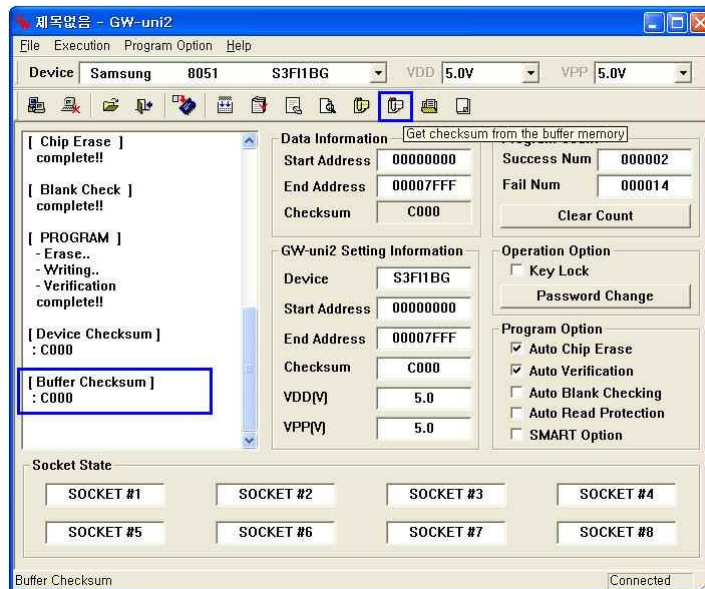 제목없음 - GW-uni2
File Execution Program Option Help
Device Samsung 8051 S3FI1BG VDD 5.0V VPP 5.0V
Get checksum from the buffer memory
[ Chip Erase ]
complete!!
[ Blank Check ]
complete!!
[ PROGRAM ]
- Erase..
- Writing..
- Verification
complete!!
[ Device Checksum ]
: C000
[ Buffer Checksum ]
: C000
Data Information
Start Address 00000000
End Address 00007FFF
Checksum C000
GW-uni2 Setting Information
Device S3FI1BG
Start Address 00000000
End Address 00007FFF
Checksum C000
VDD(V) 5.0
VPP(V) 5.0
Success Num 000002
Fail Num 000014
Clear Count
Operation Option
Key Lock
Password Change
Program Option
Auto Chip Erase
Auto Verification
Auto Blank Checking
Auto Read Protection
SMART Option
Socket State
SOCKET #1 SOCKET #2 SOCKET #3 SOCKET #4
SOCKET #5 SOCKET #6 SOCKET #7 SOCKET #8
Buffer Checksum Connected